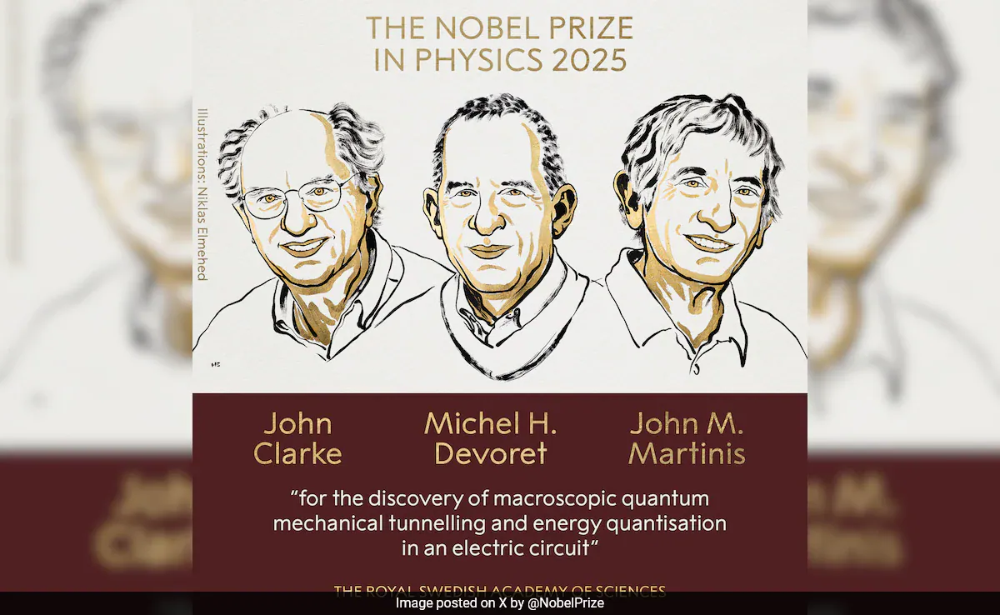 THE NOBEL PRIZE
IN PHYSICS 2025
Illustrations: Niklas Elmehed
John
Clarke
Michel H.
Devoret
John M.
Martinis
“for the discovery of macroscopic quantum
mechanical tunnelling and energy quantisation
in an electric circuit”
THE ROYAL SWEDISH ACADEMY OF SCIENCES
Image posted on X by @NobelPrize